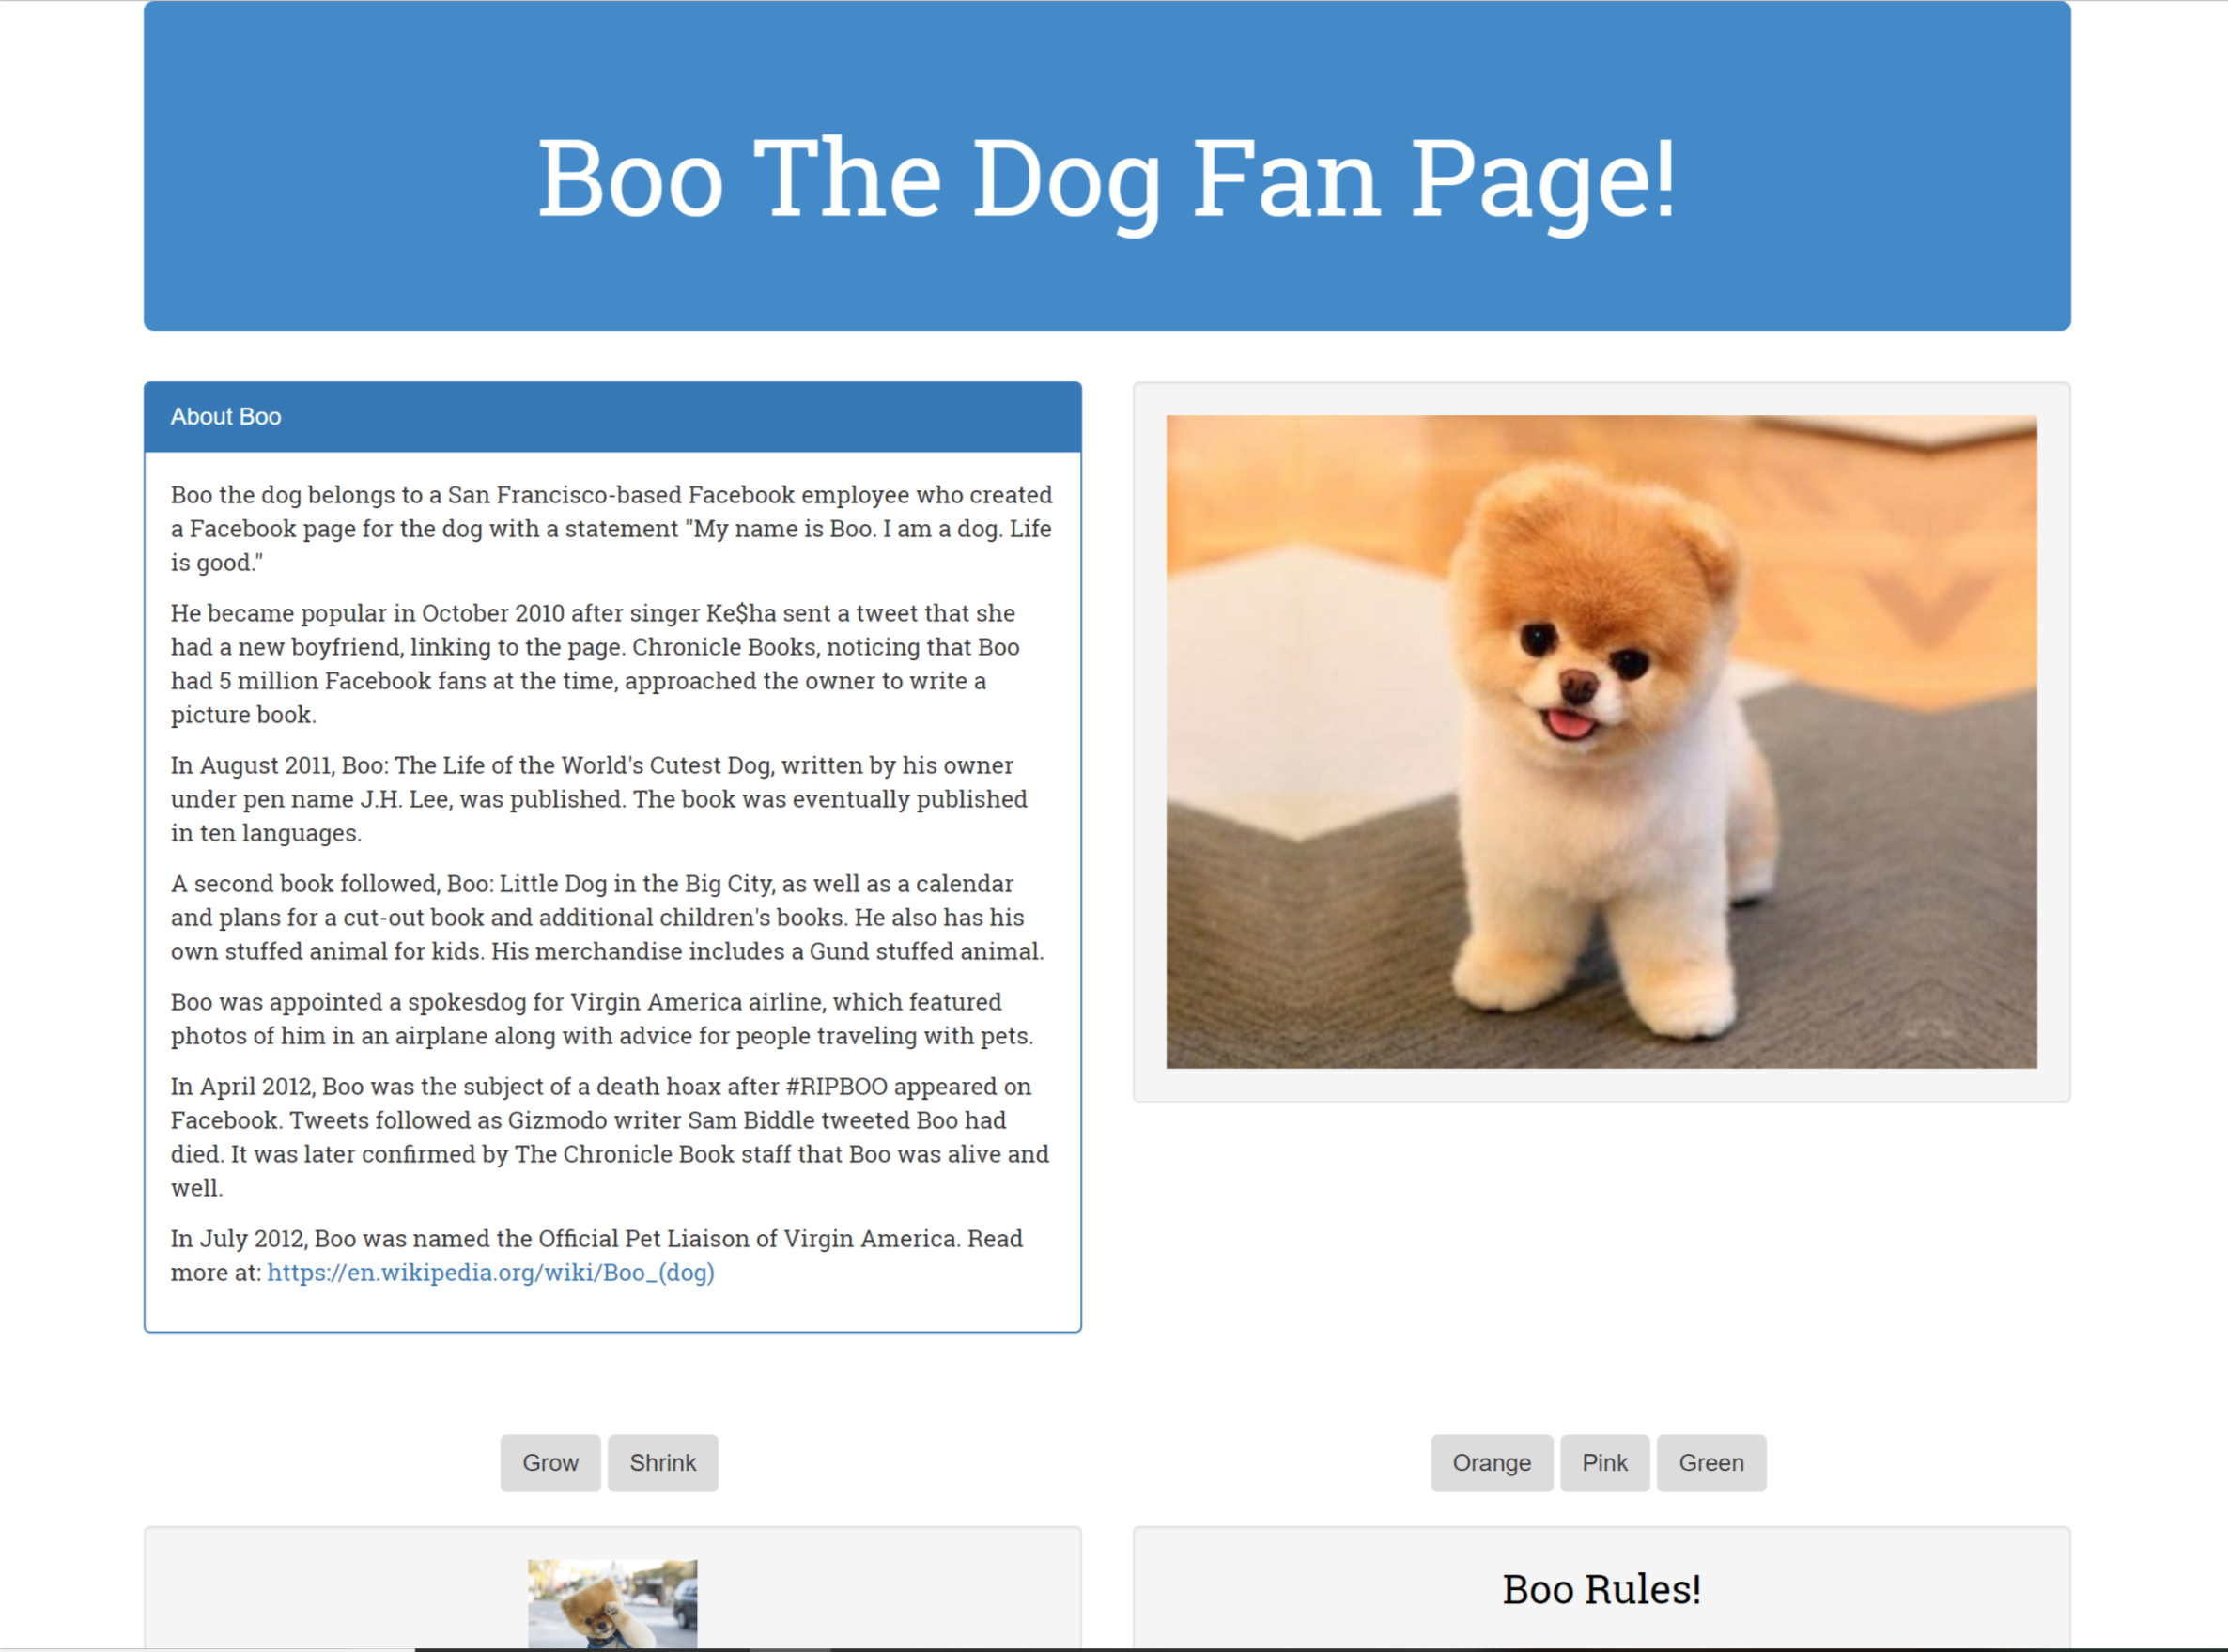 Boo The Dog Fan Page!
About Boo
Boo the dog belongs to a San Francisco-based Facebook employee who created
a Facebook page for the dog with a statement "My name is Boo. I am a dog. Life
is good."
He became popular in October 2010 after singer Ke$ha sent a tweet that she
had a new boyfriend, linking to the page. Chronicle Books, noticing that Boo
had 5 million Facebook fans at the time, approached the owner to write a
picture book.
In August 2011, Boo: The Life of the World's Cutest Dog, written by his owner
under pen name J.H. Lee, was published. The book was eventually published
in ten languages.
A second book followed, Boo: Little Dog in the Big City, as well as a calendar
and plans for a cut-out book and additional children's books. He also has his
own stuffed animal for kids. His merchandise includes a Gund stuffed animal.
Boo was appointed a spokesdog for Virgin America airline, which featured
photos of him in an airplane along with advice for people traveling with pets.
In April 2012, Boo was the subject of a death hoax after #RIPBOO appeared on
Facebook. Tweets followed as Gizmodo writer Sam Biddle tweeted Boo had
died. It was later confirmed by The Chronicle Book staff that Boo was alive and
well.
In July 2012, Boo was named the Official Pet Liaison of Virgin America. Read
more at: https://en.wikipedia.org/wiki/Boo_(dog)
Grow Shrink
Orange Pink Green
Boo Rules!